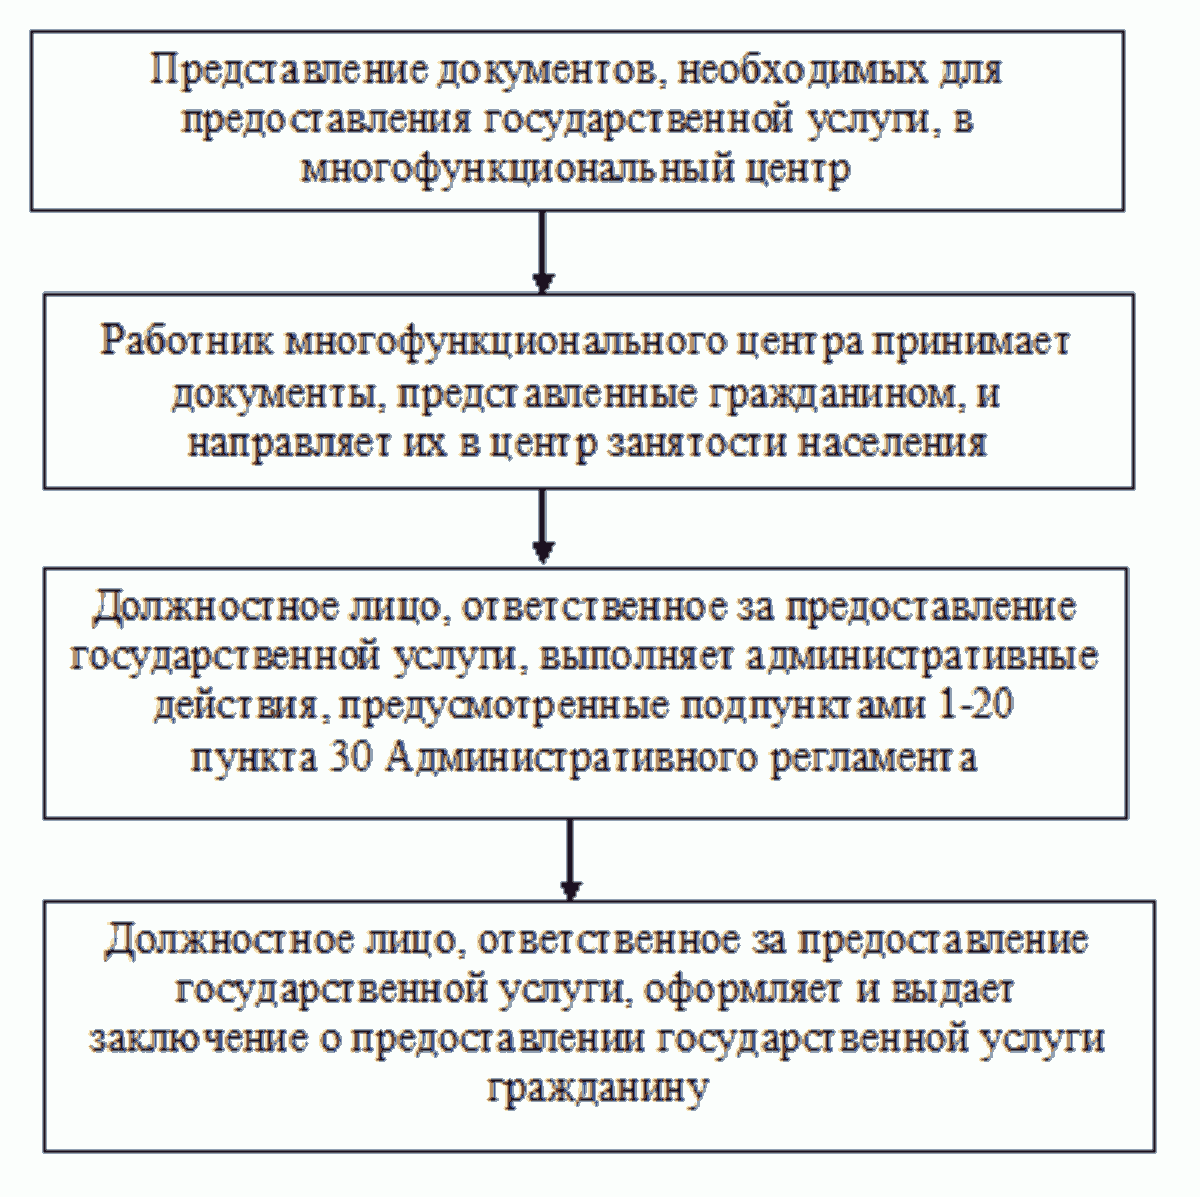 Представление документов, необходимых для
предоставления государственной услуги, в
многофункциональный центр
Работник многофункционального центра принимает
документы, представленные гражданином, и
направляет их в центр занятости населения
Должностное лицо, ответственное за предоставление
государственной услуги, выполняет административные
действия, предусмотренные подпунктами 1-20
пункта 30 Административного регламента
Должностное лицо, ответственное за предоставление
государственной услуги, оформляет и выдает
заключение о предоставлении государственной услуги
гражданину